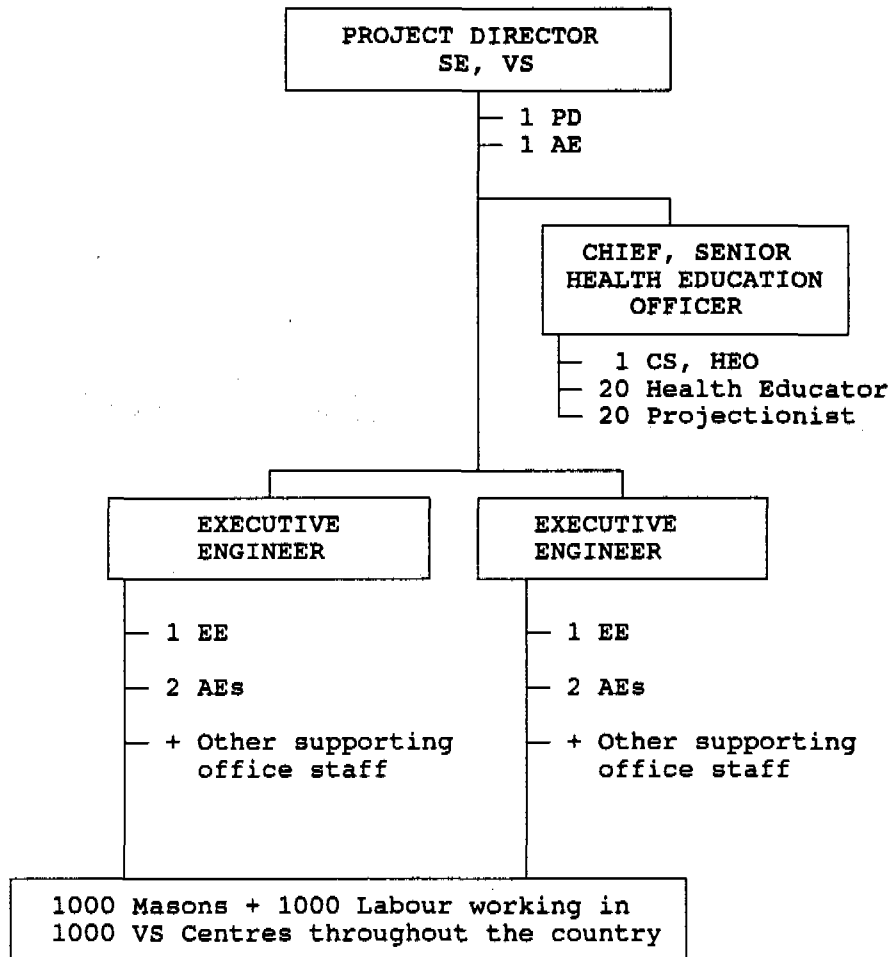 PROJECT DIRECTOR
SE, VS
1 PD
1 AE
CHIEF, SENIOR
HEALTH EDUCATION
OFFICER
1 CS, HEO
20 Health Educator
20 Projectionist
EXECUTIVE
ENGINEER
1 EE
2 AEs
+ Other supporting
office staff
EXECUTIVE
ENGINEER
1 EE
2 AEs
+ Other supporting
office staff
1000 Masons + 1000 Labour working in
1000 VS Centres throughout the country